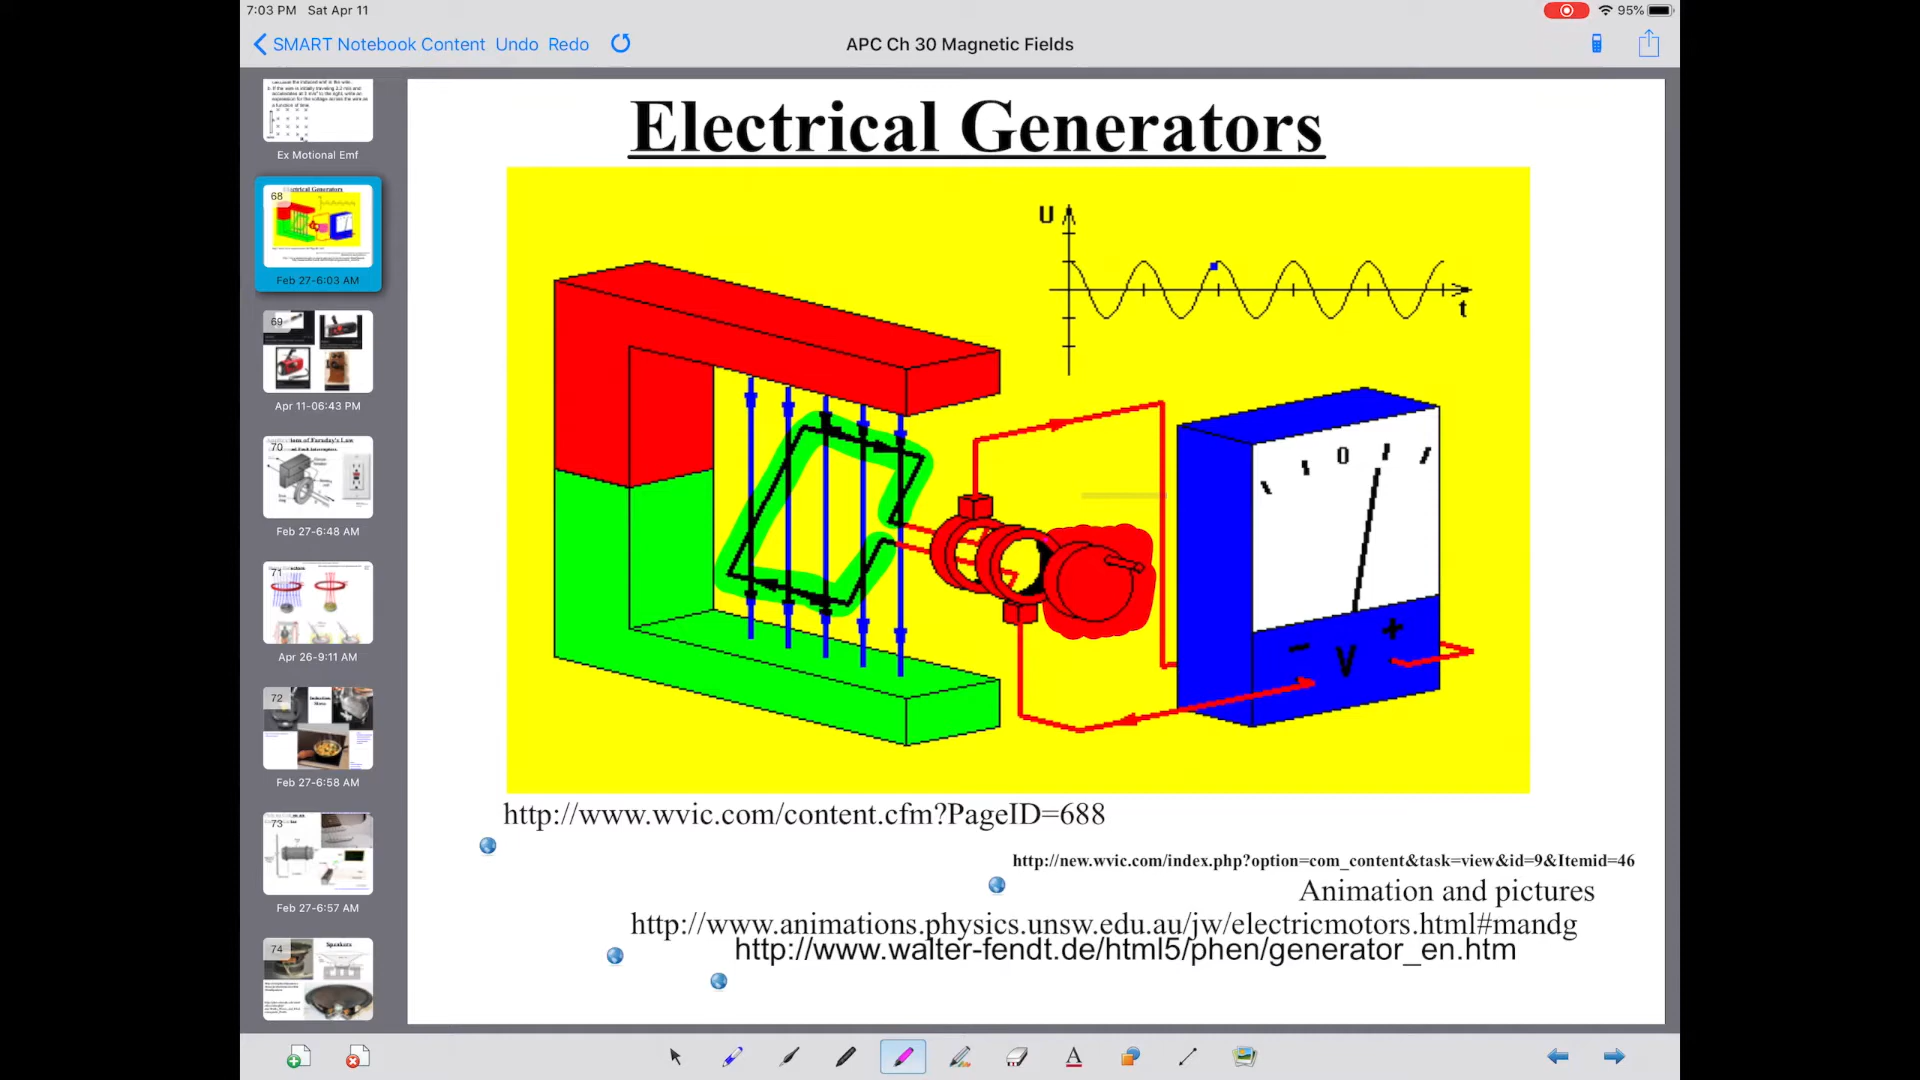 7:03 PM Sat Apr 11
95%
SMART Notebook Content Undo Redo
APC Ch 30 Magnetic Fields
Ex Motional Emf
68
Electrical Generators
Feb 27-6:03 AM
69
Apr 11-06:43 PM
70
Feb 27-6:48 AM
71
Apr 26-9:11 AM
72
Induction
Feb 27-6:58 AM
73
Feb 27-6:57 AM
74
Speakers
Electrical Generators
U
t
0
- V +
http://www.wvic.com/content.cfm?PageID=688
http://new.wvic.com/index.php?option=com_content&task=view&id=9&Itemid=46
Animation and pictures
http://www.animations.physics.unsw.edu.au/jw/electricmotors.html#mandg
http://www.walter-fendt.de/html5/phen/generator_en.htm
A